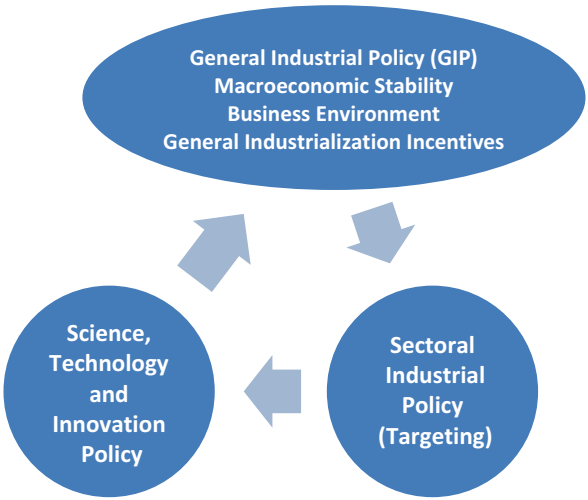 General Industrial Policy (GIP)
Macroeconomic Stability
Business Environment
General Industrialization Incentives
Science,
Technology
and
Innovation
Policy
Sectoral
Industrial
Policy
(Targeting)